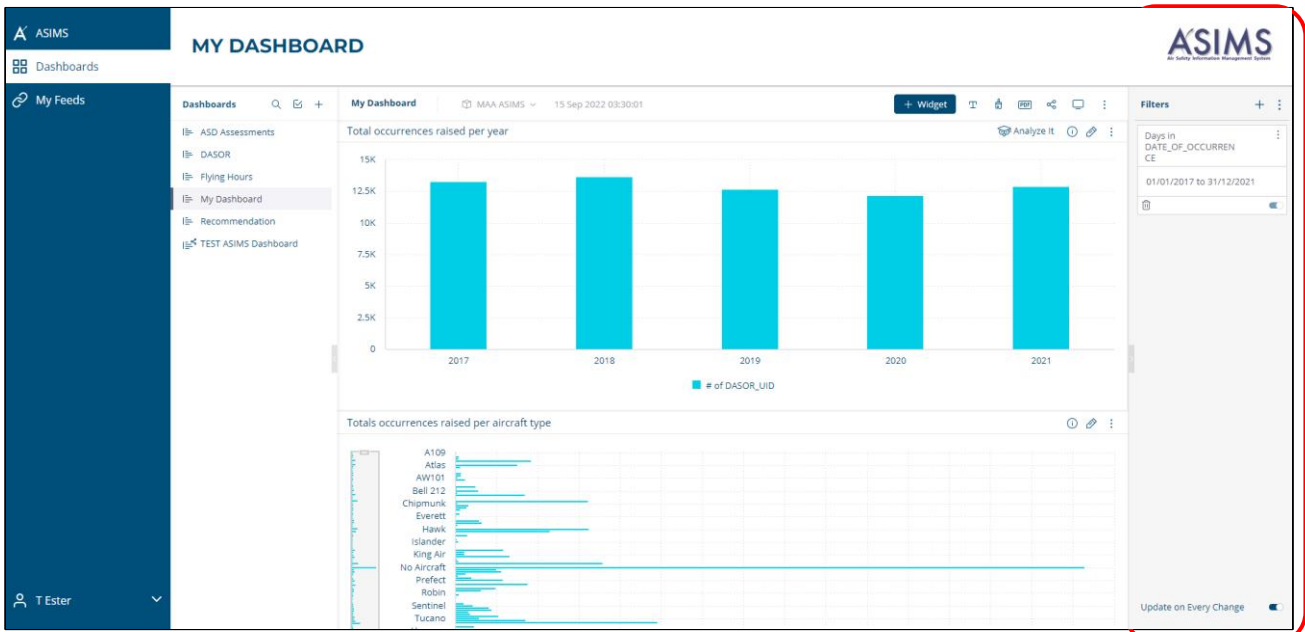 ASIMS
Dashboards
My Feeds
T Ester
MY DASHBOARD
ASIMS
Air Safety Information Management System
Dashboards
+
ASD Assessments
DASOR
Flying Hours
My Dashboard
Recommendation
TEST ASIMS Dashboard
My Dashboard
MAA ASIMS
15 Sep 2022 03:30:01
+ Widget
PDF
Total occurrences raised per year
Analyze It
15K
12.5K
10K
7.5K
5K
2.5K
0
2017 2018 2019 2020 2021
# of DASOR_UID
Totals occurrences raised per aircraft type
A109
Atlas
AW101
Bell 212
Chipmunk
Everett
Hawk
Islander
King Air
No Aircraft
Prefect
Robin
Sentinel
Tucano
Filters
+
Days in
DATE_OF_OCCURREN
CE
01/01/2017 to 31/12/2021
Update on Every Change